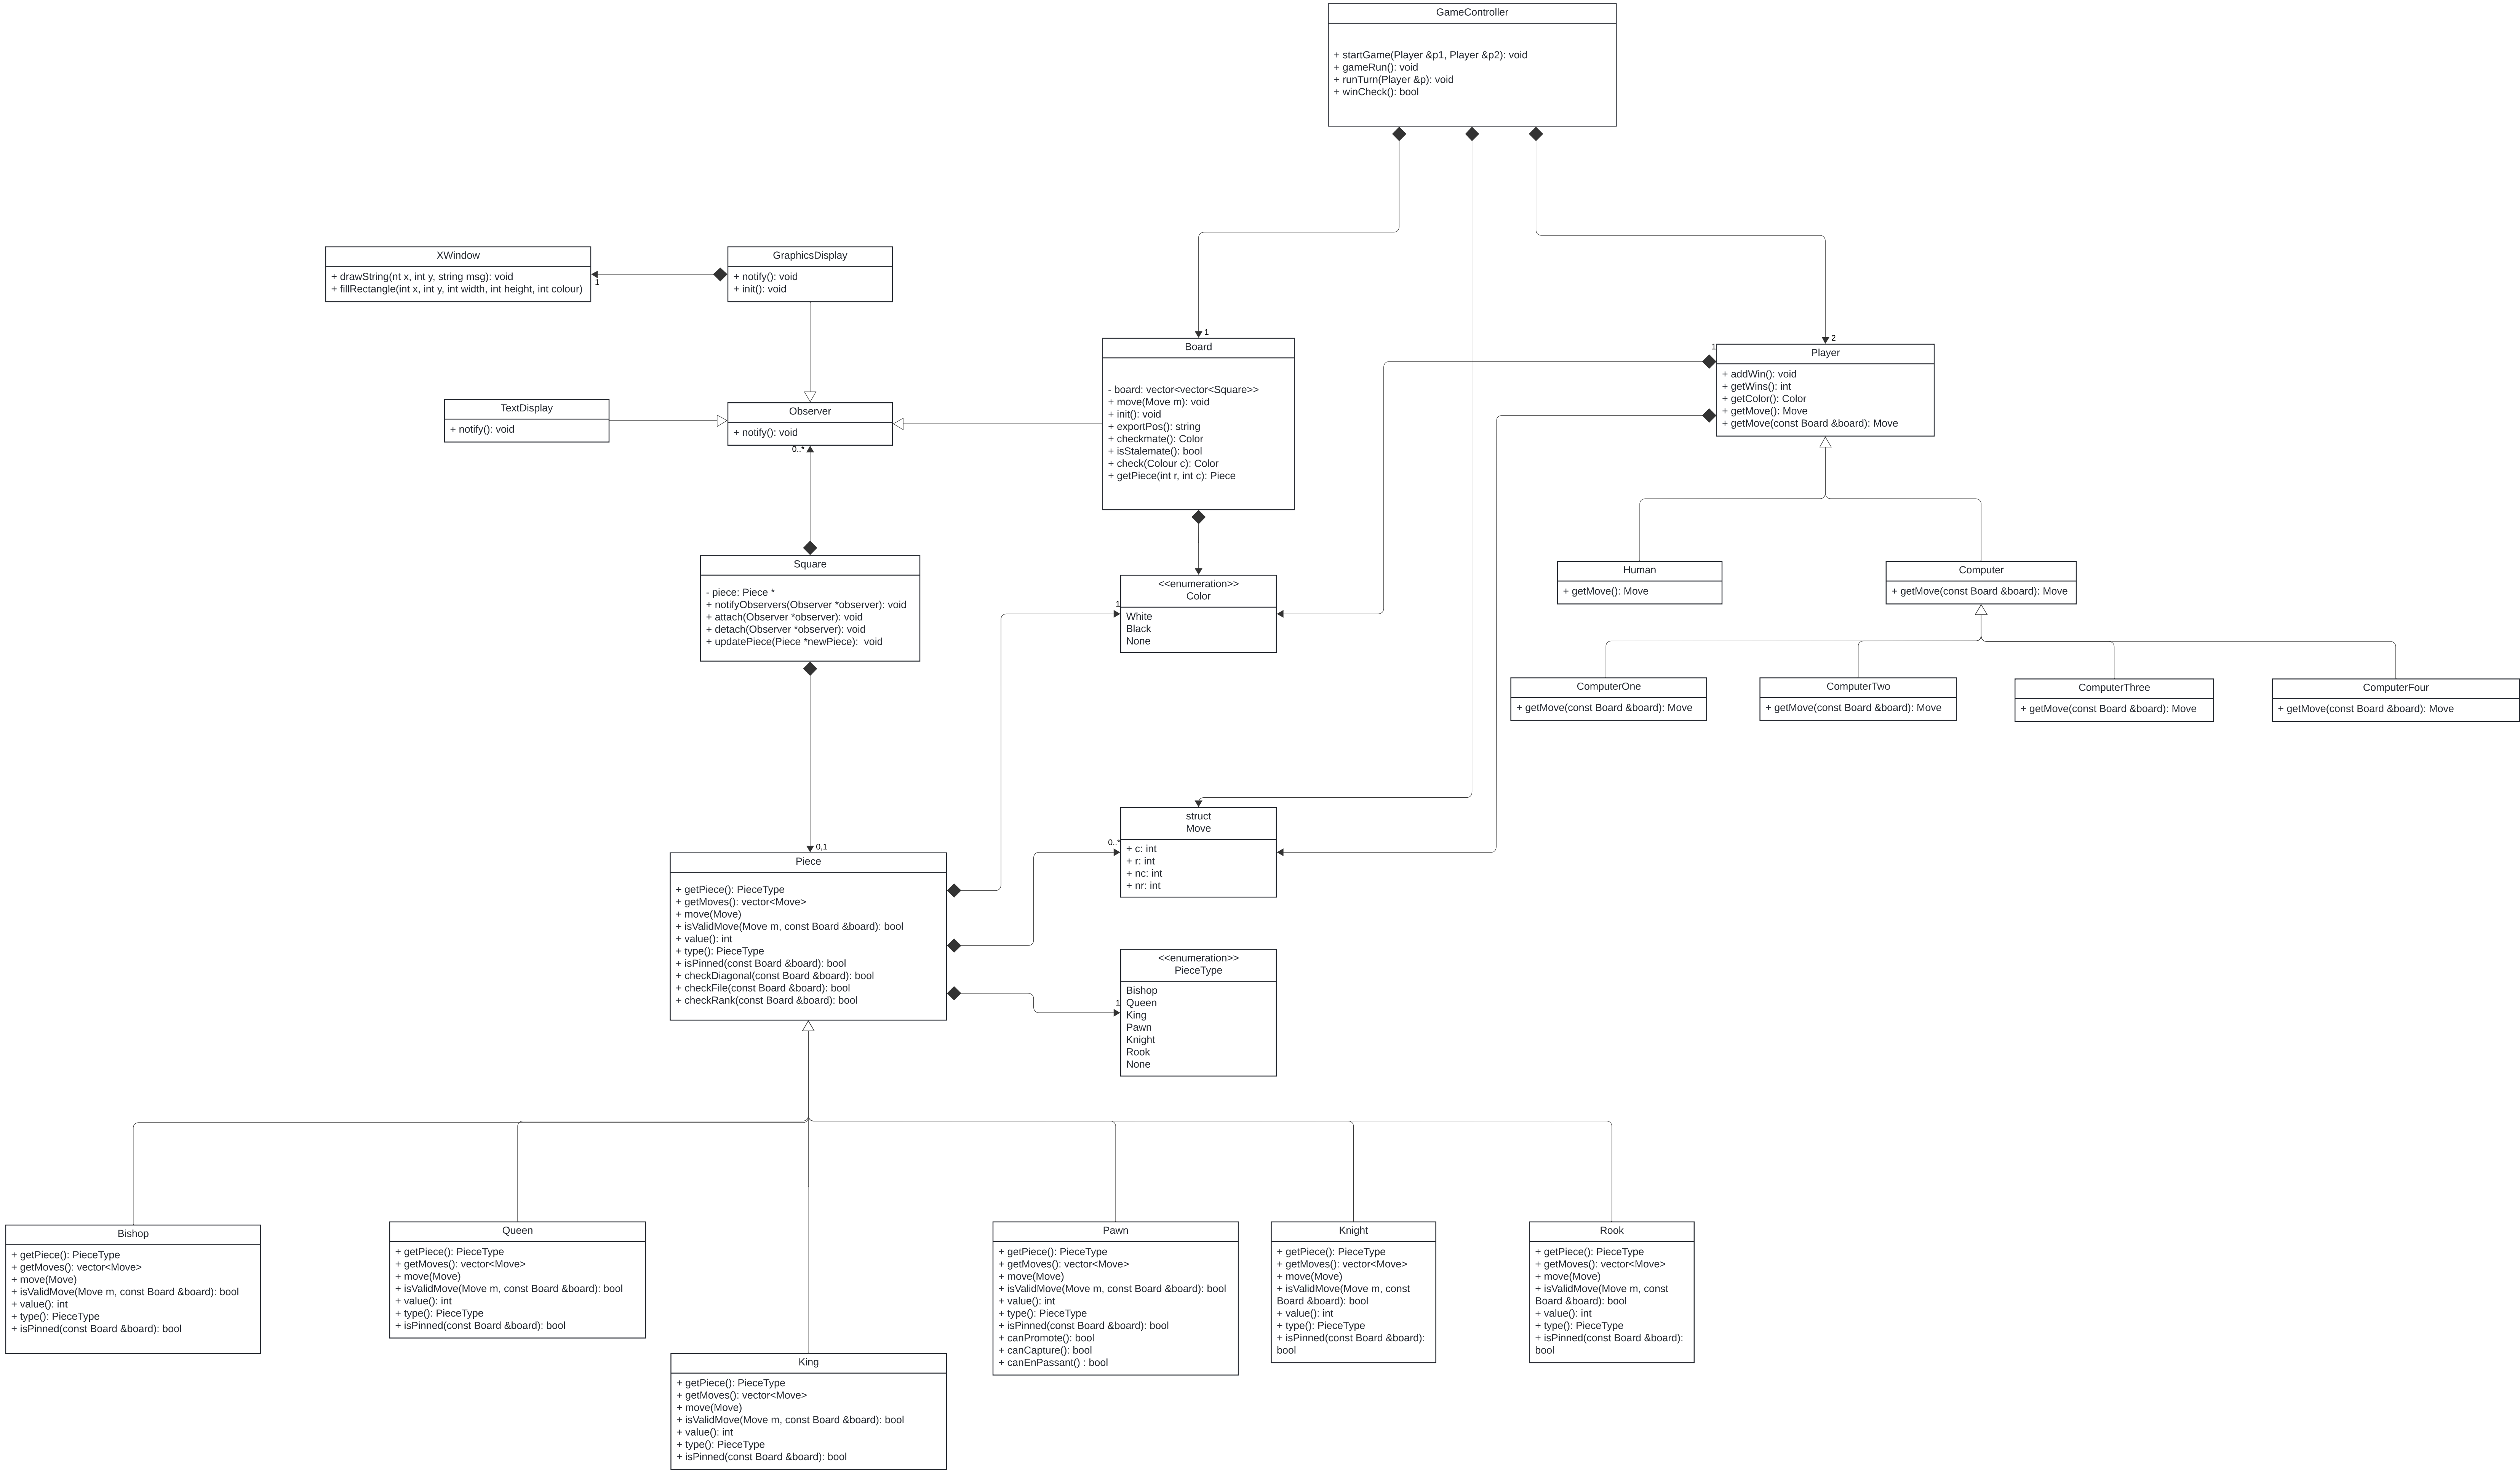 GameController
+ startGame(Player &p1, Player &p2): void
+ gameRun(): void
+ runTurn(Player &p): void
+ winCheck(): bool
XWindow
+ drawString(nt x, int y, string msg): void
+ fillRectangle(int x, int y, int width, int height, int colour)
1
GraphicsDisplay
+ notify(): void
+ init(): void
TextDisplay
+ notify(): void
Observer
+ notify(): void
0..*
1
Board
- board: vector<vector<Square>>
+ move(Move m): void
+ init(): void
+ exportPos(): string
+ checkmate(): Color
+ isStalemate(): bool
+ check(Colour c): Color
+ getPiece(int r, int c): Piece
2
1
Player
+ addWin(): void
+ getWins(): int
+ getColor(): Color
+ getMove(): Move
+ getMove(const Board &board): Move
Square
- piece: Piece *
+ notifyObservers(Observer *observer): void
+ attach(Observer *observer): void
+ detach(Observer *observer): void
+ updatePiece(Piece *newPiece):  void
1
<<enumeration>>
Color
White
Black
None
Human
+ getMove(): Move
Computer
+ getMove(const Board &board): Move
ComputerOne
+ getMove(const Board &board): Move
ComputerTwo
+ getMove(const Board &board): Move
ComputerThree
+ getMove(const Board &board): Move
ComputerFour
+ getMove(const Board &board): Move
0,1
Piece
+ getPiece(): PieceType
+ getMoves(): vector<Move>
+ move(Move)
+ isValidMove(Move m, const Board &board): bool
+ value(): int
+ type(): PieceType
+ isPinned(const Board &board): bool
+ checkDiagonal(const Board &board): bool
+ checkFile(const Board &board): bool
+ checkRank(const Board &board): bool
0..*
struct
Move
+ c: int
+ r: int
+ nc: int
+ nr: int
1
<<enumeration>>
PieceType
Bishop
Queen
King
Pawn
Knight
Rook
None
Bishop
+ getPiece(): PieceType
+ getMoves(): vector<Move>
+ move(Move)
+ isValidMove(Move m, const Board &board): bool
+ value(): int
+ type(): PieceType
+ isPinned(const Board &board): bool
Queen
+ getPiece(): PieceType
+ getMoves(): vector<Move>
+ move(Move)
+ isValidMove(Move m, const Board &board): bool
+ value(): int
+ type(): PieceType
+ isPinned(const Board &board): bool
King
+ getPiece(): PieceType
+ getMoves(): vector<Move>
+ move(Move)
+ isValidMove(Move m, const Board &board): bool
+ value(): int
+ type(): PieceType
+ isPinned(const Board &board): bool
Pawn
+ getPiece(): PieceType
+ getMoves(): vector<Move>
+ move(Move)
+ isValidMove(Move m, const Board &board): bool
+ value(): int
+ type(): PieceType
+ isPinned(const Board &board): bool
+ canPromote(): bool
+ canCapture(): bool
+ canEnPassant() : bool
Knight
+ getPiece(): PieceType
+ getMoves(): vector<Move>
+ move(Move)
+ isValidMove(Move m, const
Board &board): bool
+ value(): int
+ type(): PieceType
+ isPinned(const Board &board):
bool
Rook
+ getPiece(): PieceType
+ getMoves(): vector<Move>
+ move(Move)
+ isValidMove(Move m, const
Board &board): bool
+ value(): int
+ type(): PieceType
+ isPinned(const Board &board):
bool